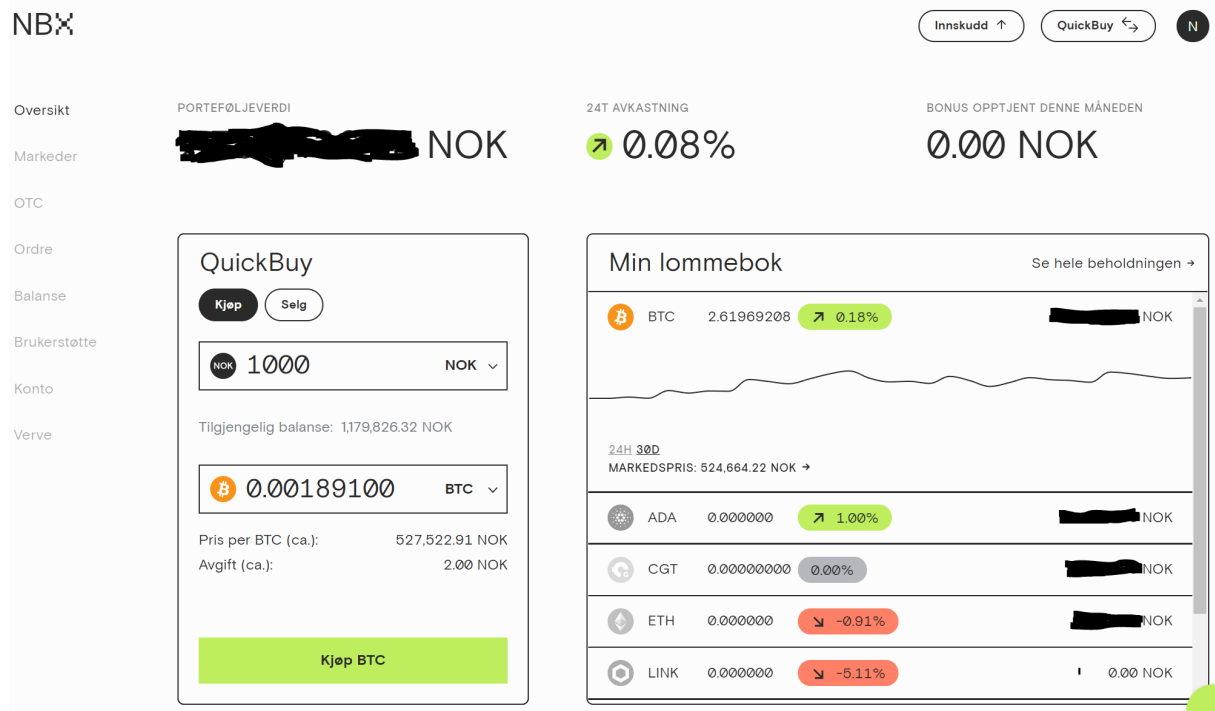 NBX
Innskudd ↑
QuickBuy
N
Oversikt
Markeder
OTC
Ordre
Balanse
Brukerstøtte
Konto
Verve
PORTEFØLJEVERDI
NOK
24T AVKASTNING
0.08%
BONUS OPPTJENT DENNE MÅNEDEN
0.00 NOK
QuickBuy
Kjøp Selg
NOK 1000 NOK
Tilgjengelig balanse: 1,179,826.32 NOK
0.00189100 BTC
Pris per BTC (ca.): 527,522.91 NOK
Avgift (ca.): 2.00 NOK
Kjøp BTC
Min lommebok
Se hele beholdningen →
BTC 2.61969208 0.18% NOK
24H 30D
MARKEDSPRIS: 524,664.22 NOK →
ADA 0.000000 1.00% NOK
CGT 0.00000000 0.00% NOK
ETH 0.000000 -0.91% NOK
LINK 0.000000 -5.11% 0.00 NOK